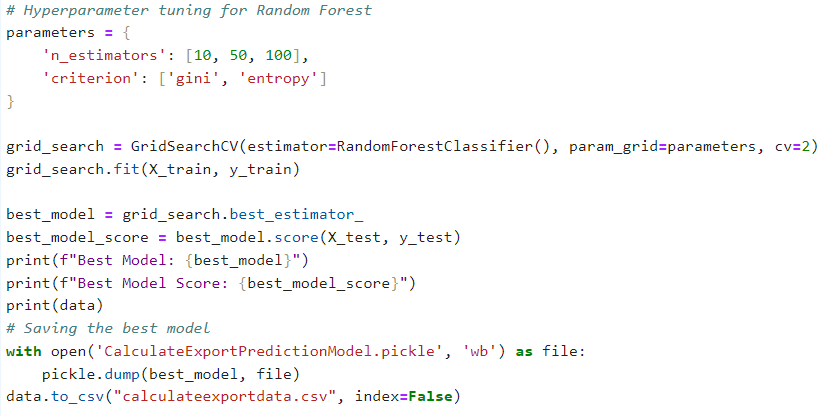 # Hyperparameter tuning for Random Forest
parameters = {
    'n_estimators': [10, 50, 100],
    'criterion': ['gini', 'entropy']
}
grid_search = GridSearchCV(estimator=RandomForestClassifier(), param_grid=parameters, cv=2)
grid_search.fit(X_train, y_train)
best_model = grid_search.best_estimator_
best_model_score = best_model.score(X_test, y_test)
print(f"Best Model: {best_model}")
print(f"Best Model Score: {best_model_score}")
print(data)
# Saving the best model
with open('CalculateExportPredictionModel.pickle', 'wb') as file:
    pickle.dump(best_model, file)
data.to_csv("calculateexportdata.csv", index=False)